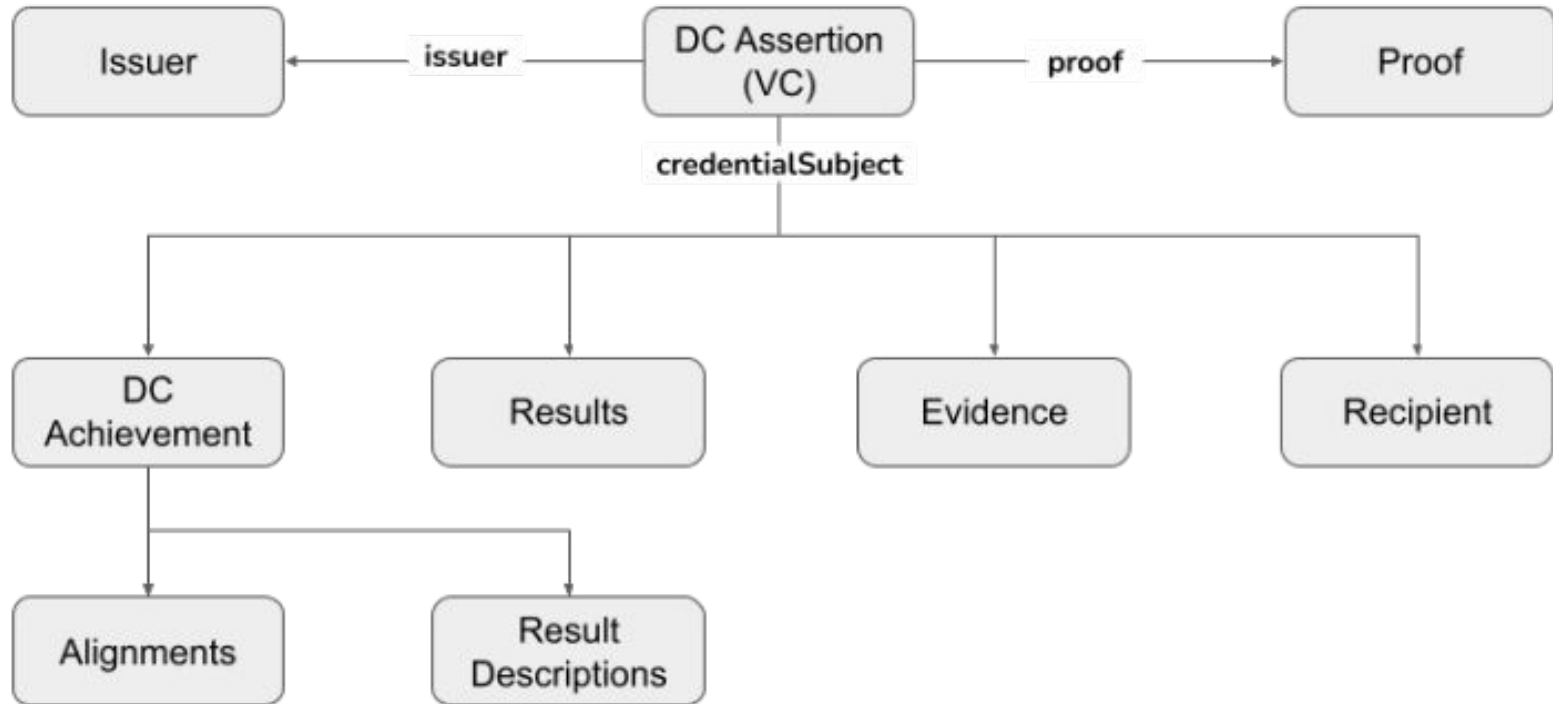 Issuer
issuer
DC Assertion
(VC)
proof
Proof
credentialSubject
DC
Achievement
Results
Evidence
Recipient
Alignments
Result
Descriptions